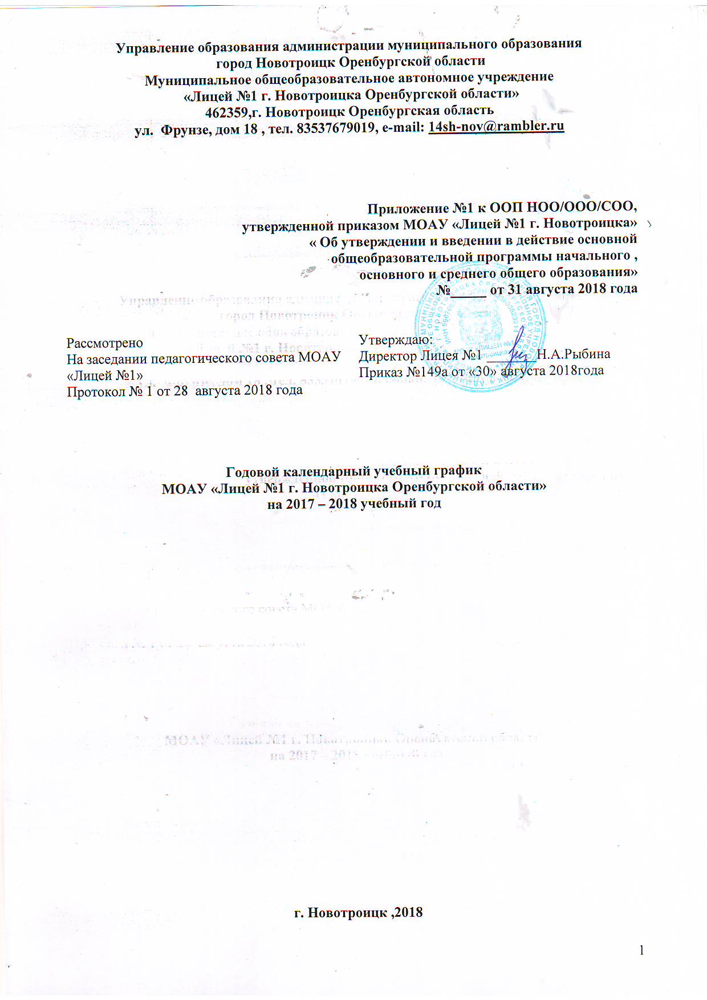 Управление образования администрации муниципального образования
город Новотроицк Оренбургской области
Муниципальное общеобразовательное автономное учреждение
«Лицей №1 г. Новотроицка Оренбургской области»
462359,г. Новотроицк Оренбургская область
ул. Фрунзе, дом 18 , тел. 83537679019, e-mail: 14sh-nov@rambler.ru
Приложение №1 к ООП НОО/ООО/СОО,
утвержденной приказом МОАУ «Лицей №1 г. Новотроицка»
« Об утверждении и введении в действие основной
общеобразовательной программы начального ,
основного и среднего общего образования»
№_____ от 31 августа 2018 года
Рассмотрено
На заседании педагогического совета МОАУ
«Лицей №1»
Протокол № 1 от 28 августа 2018 года
Утверждаю:
Директор Лицея №1 _______Н.А.Рыбина
Приказ №149а от «30» августа 2018года
Годовой календарный учебный график
МОАУ «Лицей №1 г. Новотроицка Оренбургской области»
на 2017 – 2018 учебный год
г. Новотроицк ,2018
1